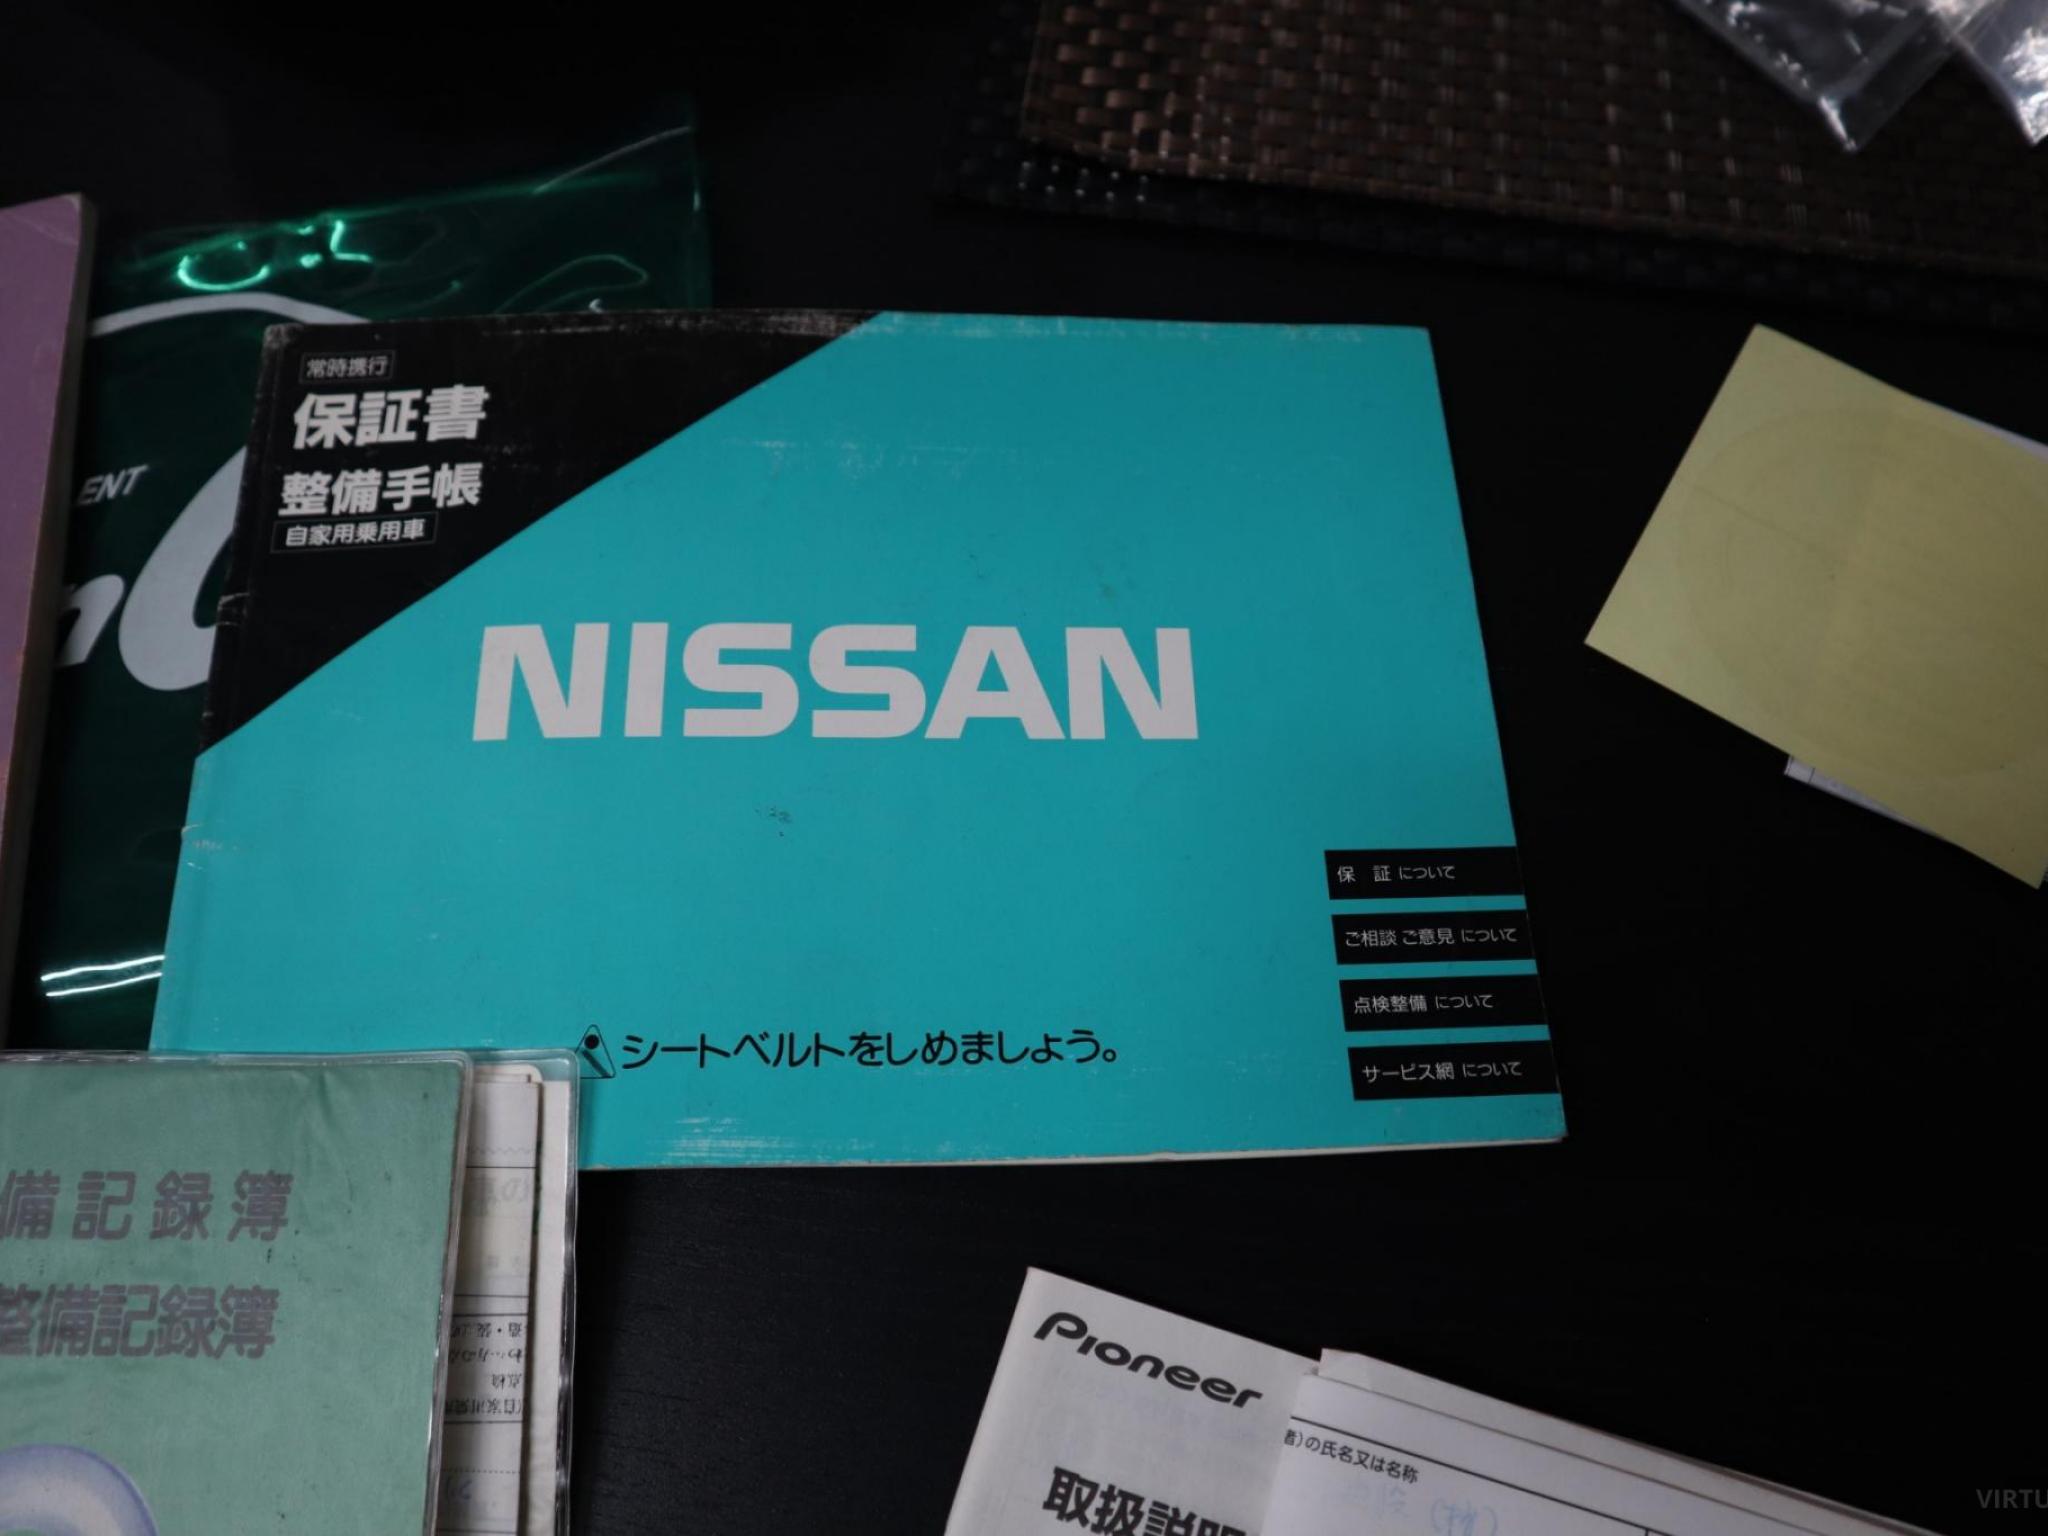 常時携行
保証書
整備手帳
自家用乗用車
ENT
n
NISSAN
保 証 について
ご相談 ご意見 について
点検整備 について
サービス網 について
シートベルトをしめましょう。
備記録簿
整備記録簿
点検
Pioneer
取扱説明
者)の氏名又は名称
VIRTU